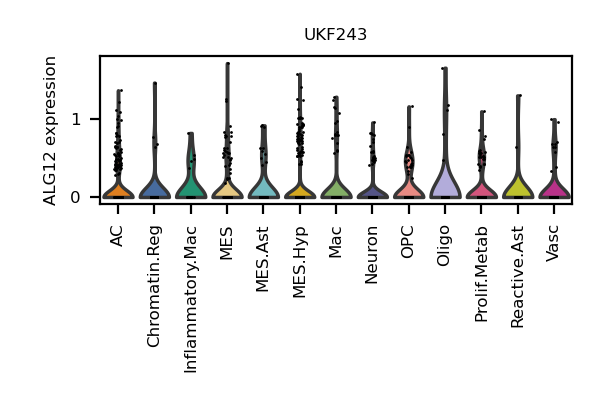 UKF243
ALG12 expression
1
0
AC
Chromatin.Reg
Inflammatory.Mac
MES
MES.Ast
MES.Hyp
Mac
Neuron
OPC
Oligo
Prolif.Metab
Reactive.Ast
Vasc